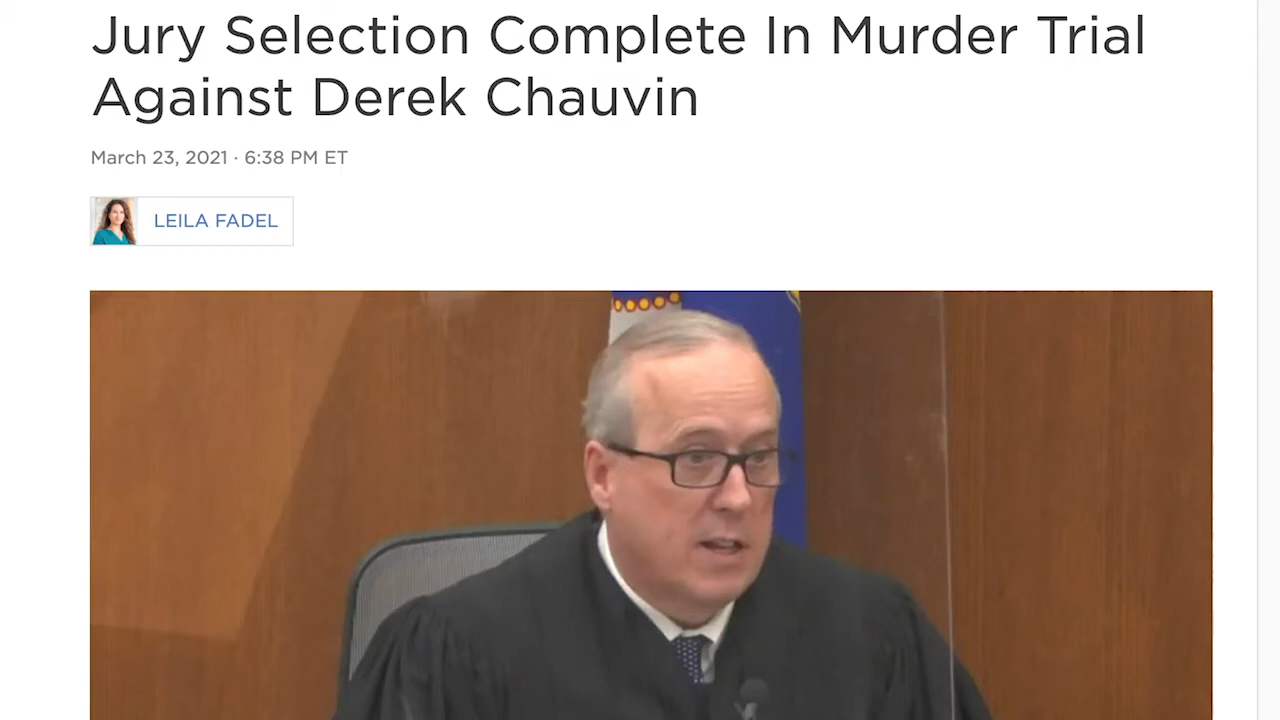 Jury Selection Complete In Murder Trial
Against Derek Chauvin
March 23, 2021 · 6:38 PM ET
LEILA FADEL